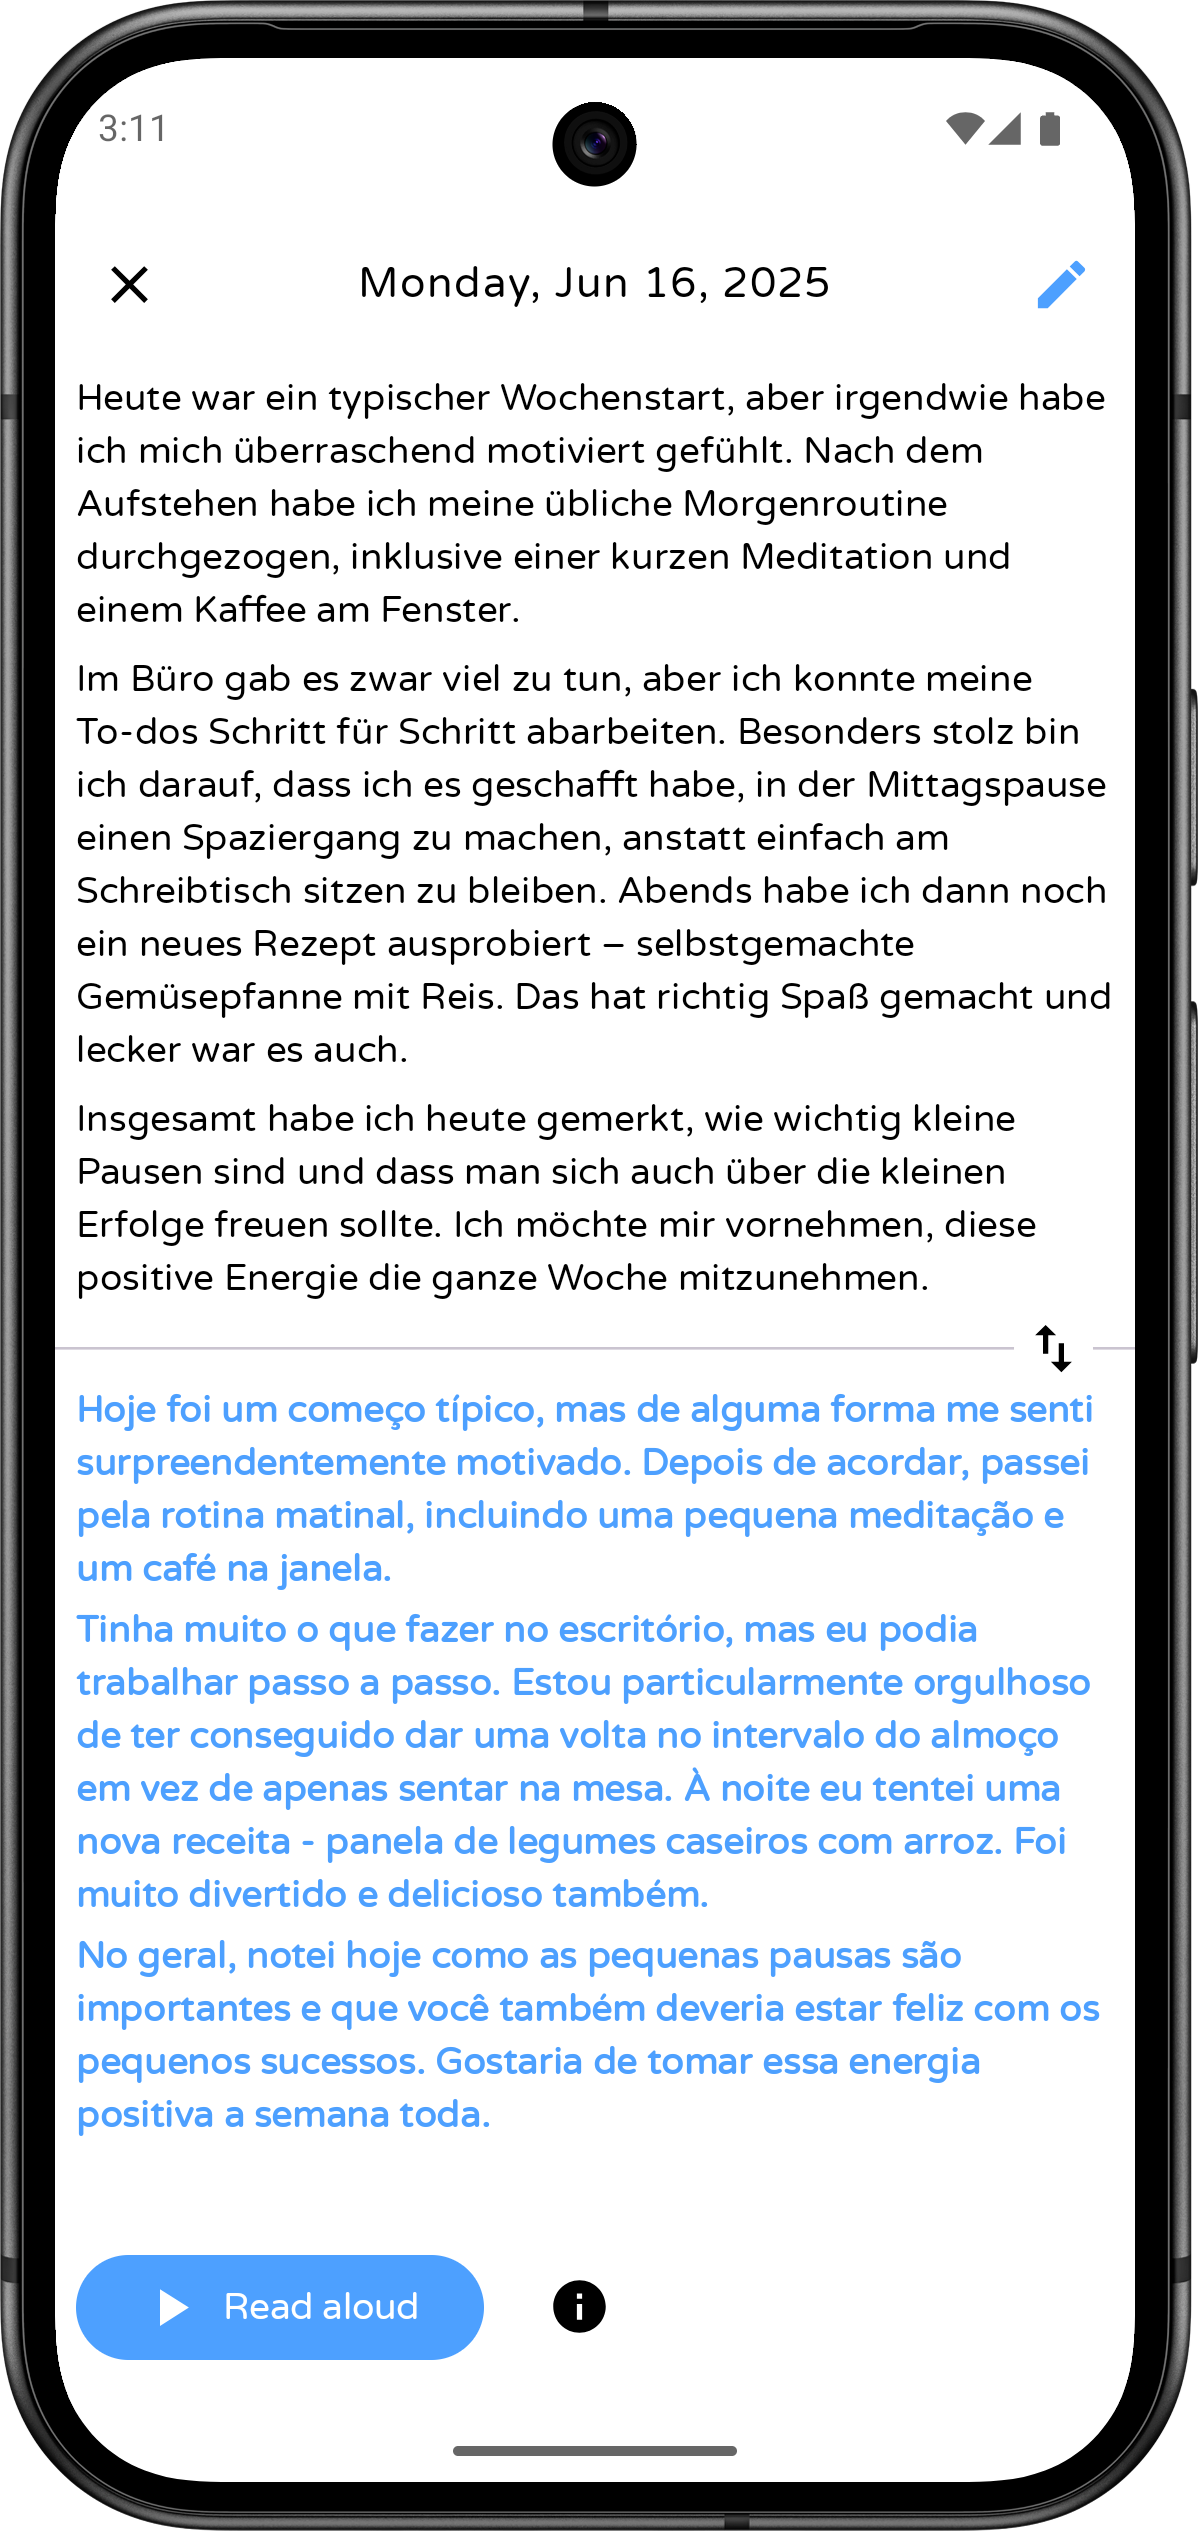 3:11
Monday, Jun 16, 2025
Heute war ein typischer Wochenstart, aber irgendwie habe
ich mich überraschend motiviert gefühlt. Nach dem
Aufstehen habe ich meine übliche Morgenroutine
durchgezogen, inklusive einer kurzen Meditation und
einem Kaffee am Fenster.
Im Büro gab es zwar viel zu tun, aber ich konnte meine
To-dos Schritt für Schritt abarbeiten. Besonders stolz bin
ich darauf, dass ich es geschafft habe, in der Mittagspause
einen Spaziergang zu machen, anstatt einfach am
Schreibtisch sitzen zu bleiben. Abends habe ich dann noch
ein neues Rezept ausprobiert – selbstgemachte
Gemüsepfanne mit Reis. Das hat richtig Spaß gemacht und
lecker war es auch.
Insgesamt habe ich heute gemerkt, wie wichtig kleine
Pausen sind und dass man sich auch über die kleinen
Erfolge freuen sollte. Ich möchte mir vornehmen, diese
positive Energie die ganze Woche mitzunehmen.
Hoje foi um começo típico, mas de alguma forma me senti
surpreendentemente motivado. Depois de acordar, passei
pela rotina matinal, incluindo uma pequena meditação e
um café na janela.
Tinha muito o que fazer no escritório, mas eu podia
trabalhar passo a passo. Estou particularmente orgulhoso
de ter conseguido dar uma volta no intervalo do almoço
em vez de apenas sentar na mesa. À noite eu tentei uma
nova receita - panela de legumes caseiros com arroz. Foi
muito divertido e delicioso também.
No geral, notei hoje como as pequenas pausas são
importantes e que você também deveria estar feliz com os
pequenos sucessos. Gostaria de tomar essa energia
positiva a semana toda.
Read aloud